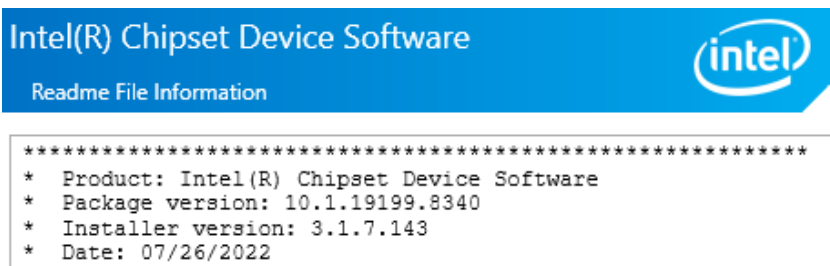 Intel(R) Chipset Device Software
intel
Readme File Information
************************************************************
*   Product: Intel(R) Chipset Device Software
*   Package version: 10.1.19199.8340
*   Installer version: 3.1.7.143
*   Date: 07/26/2022